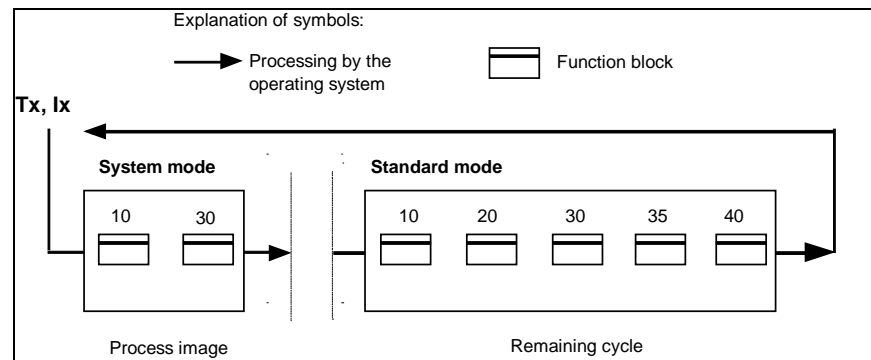 Explanation of symbols:
Processing by the
operating system
Function block
Tx, Ix
System mode
Standard mode
10 30
10 20 30 35 40
Process image
Remaining cycle